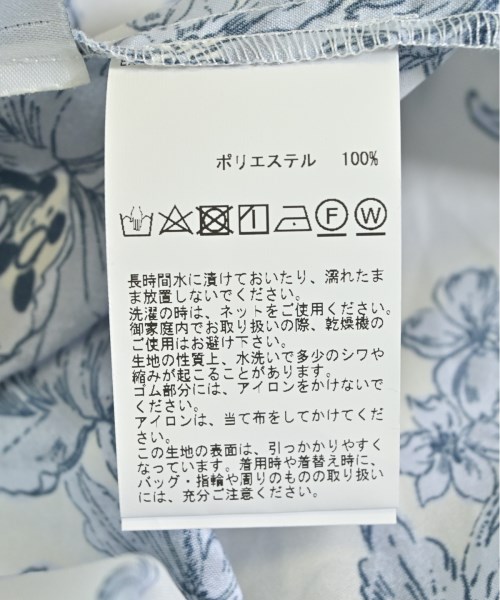 ポリエステル 100%
F W
長時間水に漬けておいたり、濡れたま
ま放置しないでください。
洗濯の時は、ネットをご使用ください。
御家庭内でお取り扱いの際、乾燥機の
ご使用はお避け下さい。
生地の性質上、水洗いで多少のシワや
縮みが起こることがあります。
ゴム部分には、アイロンをかけないで
ください。
アイロンは、当て布をしてかけてくだ
さい。
この生地の表面は、引っかかりやすく
なっています。着用時や着替え時に、
バッグ・指輪や周りのものの取り扱い
には、充分ご注意ください。